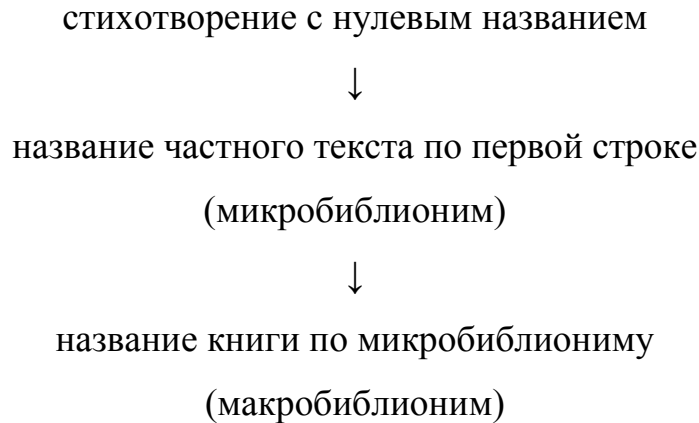 стихотворение с нулевым названием
↓
название частного текста по первой строке
(микробиблионим)
↓
название книги по микробиблиониму
(макробиблионим)